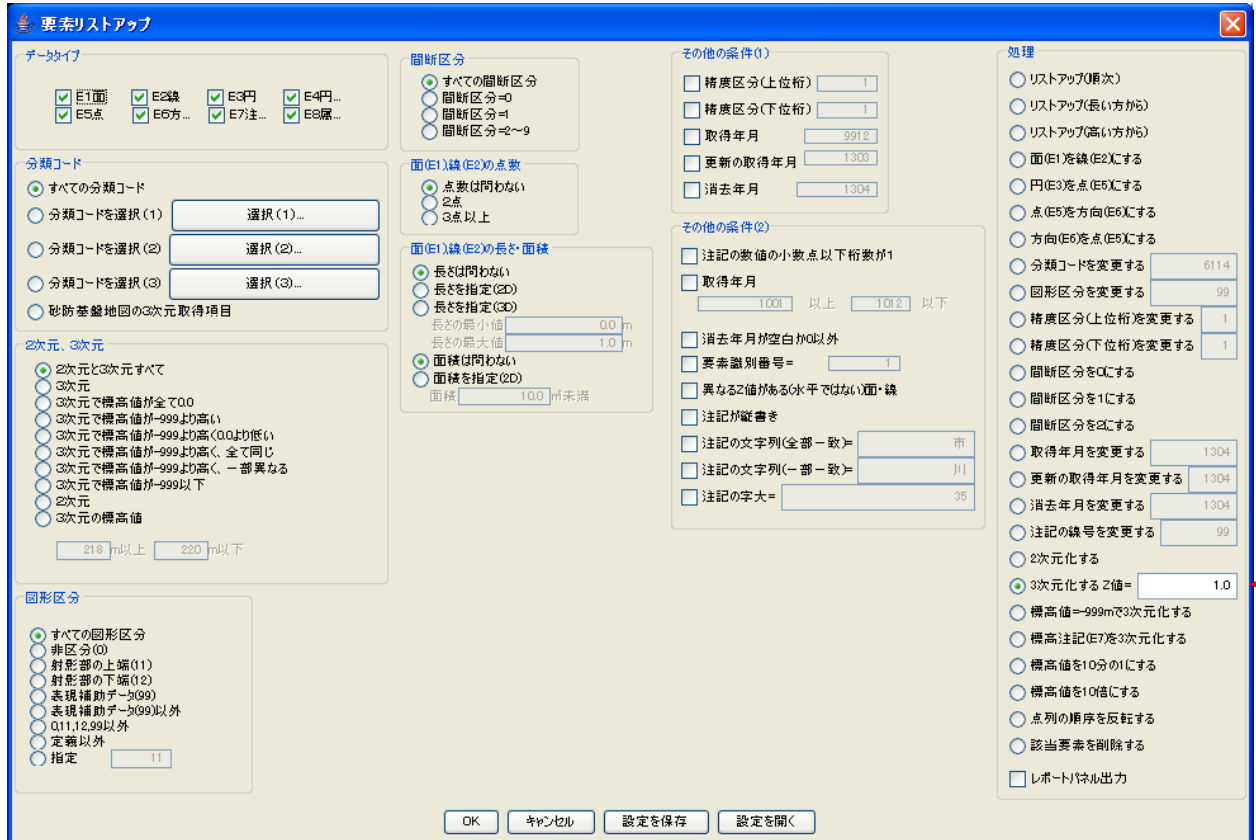 要素リストアップ
データタイプ
E1面 E2線 E3円 E4円...
E5点 E6方... E7注... E8属...
分類コード
すべての分類コード
分類コードを選択(1) 選択(1)...
分類コードを選択(2) 選択(2)...
分類コードを選択(3) 選択(3)...
砂防基盤地図の3次元取得項目
2次元、3次元
2次元と3次元すべて
3次元
3次元で標高値が全て0.0
3次元で標高値が-999より高い
3次元で標高値が-999より高く0.0より低い
3次元で標高値が-999より高く、全て同じ
3次元で標高値が-999より高く、一部異なる
3次元で標高値が-999以下
2次元
3次元の標高値
218 m以上 220 m以下
図形区分
すべての図形区分
非区分(0)
射影部の上端(11)
射影部の下端(12)
表現補助データ(99)
表現補助データ(99)以外
0,11,12,99以外
定義以外
指定 11
間断区分
すべての間断区分
間断区分=0
間断区分=1
間断区分=2~9
面(E1),線(E2)の点数
点数は問わない
2点
3点以上
面(E1),線(E2)の長さ・面積
長さは問わない
長さを指定(2D)
長さを指定(3D)
長さの最小値 0.0 m
長さの最大値 1.0 m
面積は問わない
面積を指定(2D)
面積 10.0 ㎡未満
その他の条件(1)
精度区分(上位桁) 1
精度区分(下位桁) 1
取得年月 9912
更新の取得年月 1303
消去年月 1304
その他の条件(2)
注記の数値の小数点以下桁数が1
取得年月
1001 以上 1012 以下
消去年月が空白か0以外
要素識別番号= 1
異なるZ値がある(水平ではない)面・線
注記が縦書き
注記の文字列(全部一致)= 市
注記の文字列(一部一致)= 川
注記の字大= 35
処理
リストアップ(順次)
リストアップ(長い方から)
リストアップ(高い方から)
面(E1)を線(E2)にする
円(E3)を点(E5)にする
点(E5)を方向(E6)にする
方向(E6)を点(E5)にする
分類コードを変更する 6114
図形区分を変更する 99
精度区分(上位桁)を変更する 1
精度区分(下位桁)を変更する 1
間断区分を0にする
間断区分を1にする
間断区分を2にする
取得年月を変更する 1304
更新の取得年月を変更する 1304
消去年月を変更する 1304
注記の線号を変更する 99
2次元化する
3次元化する Z値= 1.0
標高値=-999mで3次元化する
標高注記(E7)を3次元化する
標高値を10分の1にする
標高値を10倍にする
点列の順序を反転する
該当要素を削除する
レポートパネル出力
OK キャンセル 設定を保存 設定を開く